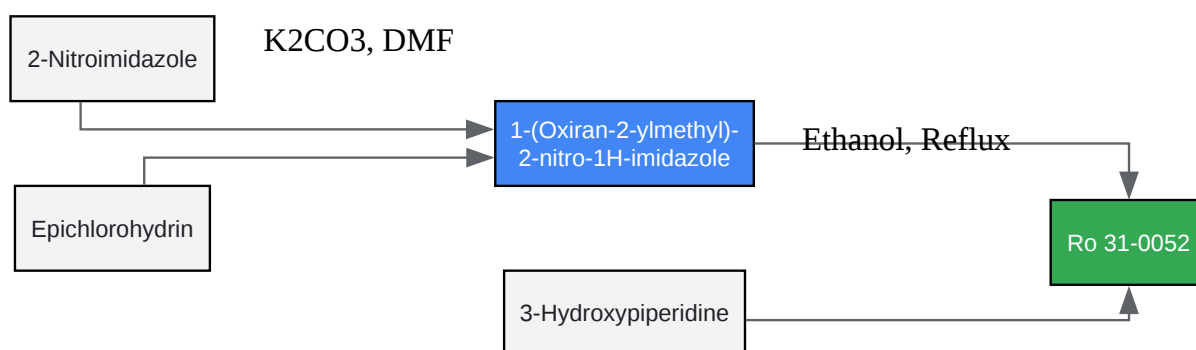 2-Nitroimidazole
K2CO3, DMF
1-(Oxiran-2-ylmethyl)-
2-nitro-1H-imidazole
Ethanol, Reflux
Epichlorohydrin
Ro 31-0052
3-Hydroxypiperidine